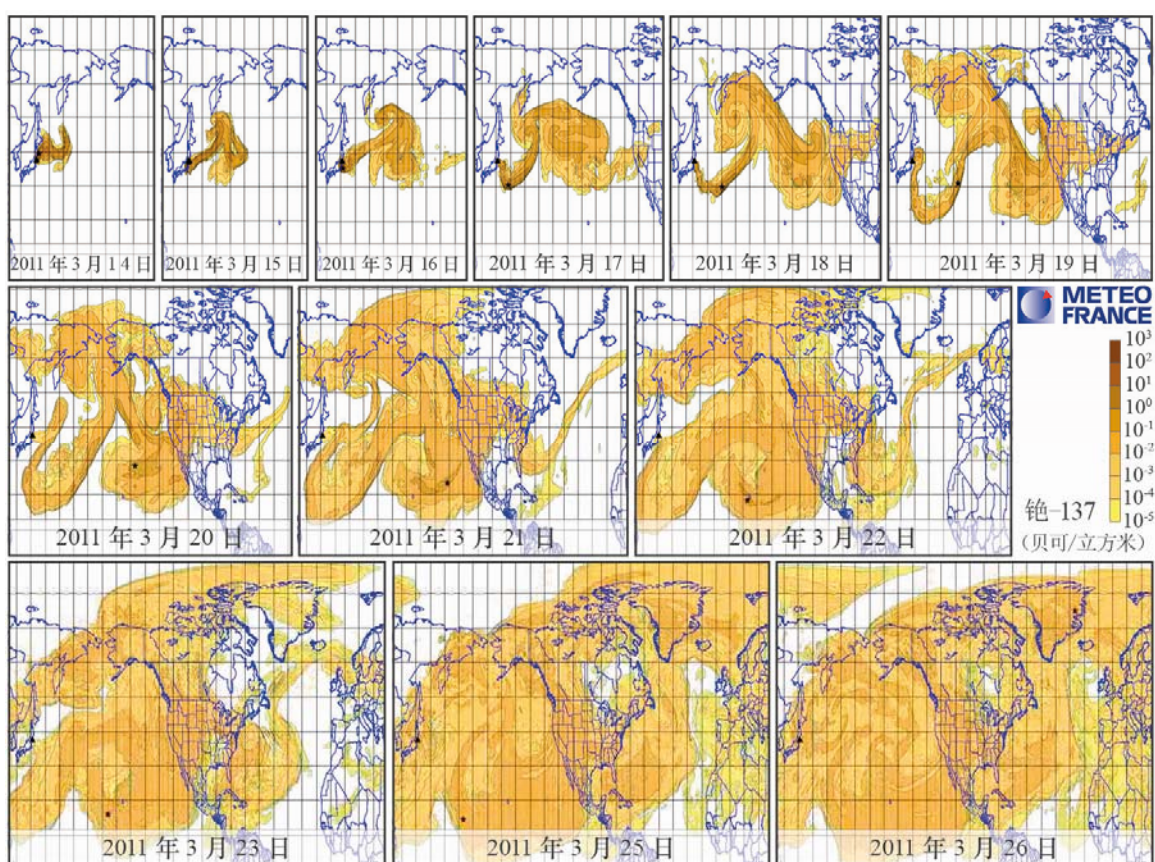 2011 年 3 月 1 4 日
2011 年 3 月 15 日
2011 年 3 月 16 日
2011 年 3 月 17 日
2011 年 3 月 18 日
2011 年 3 月 19 日
METEO
FRANCE
10³
10²
10¹
10⁰
10⁻¹
10⁻²
10⁻³
10⁻⁴
10⁻⁵
铯-137
（贝可/立方米）
2011 年 3 月 20 日
2011 年 3 月 21 日
2011 年 3 月 22 日
2011 年 3 月 23 日
2011 年 3 月 25 日
2011 年 3 月 26 日